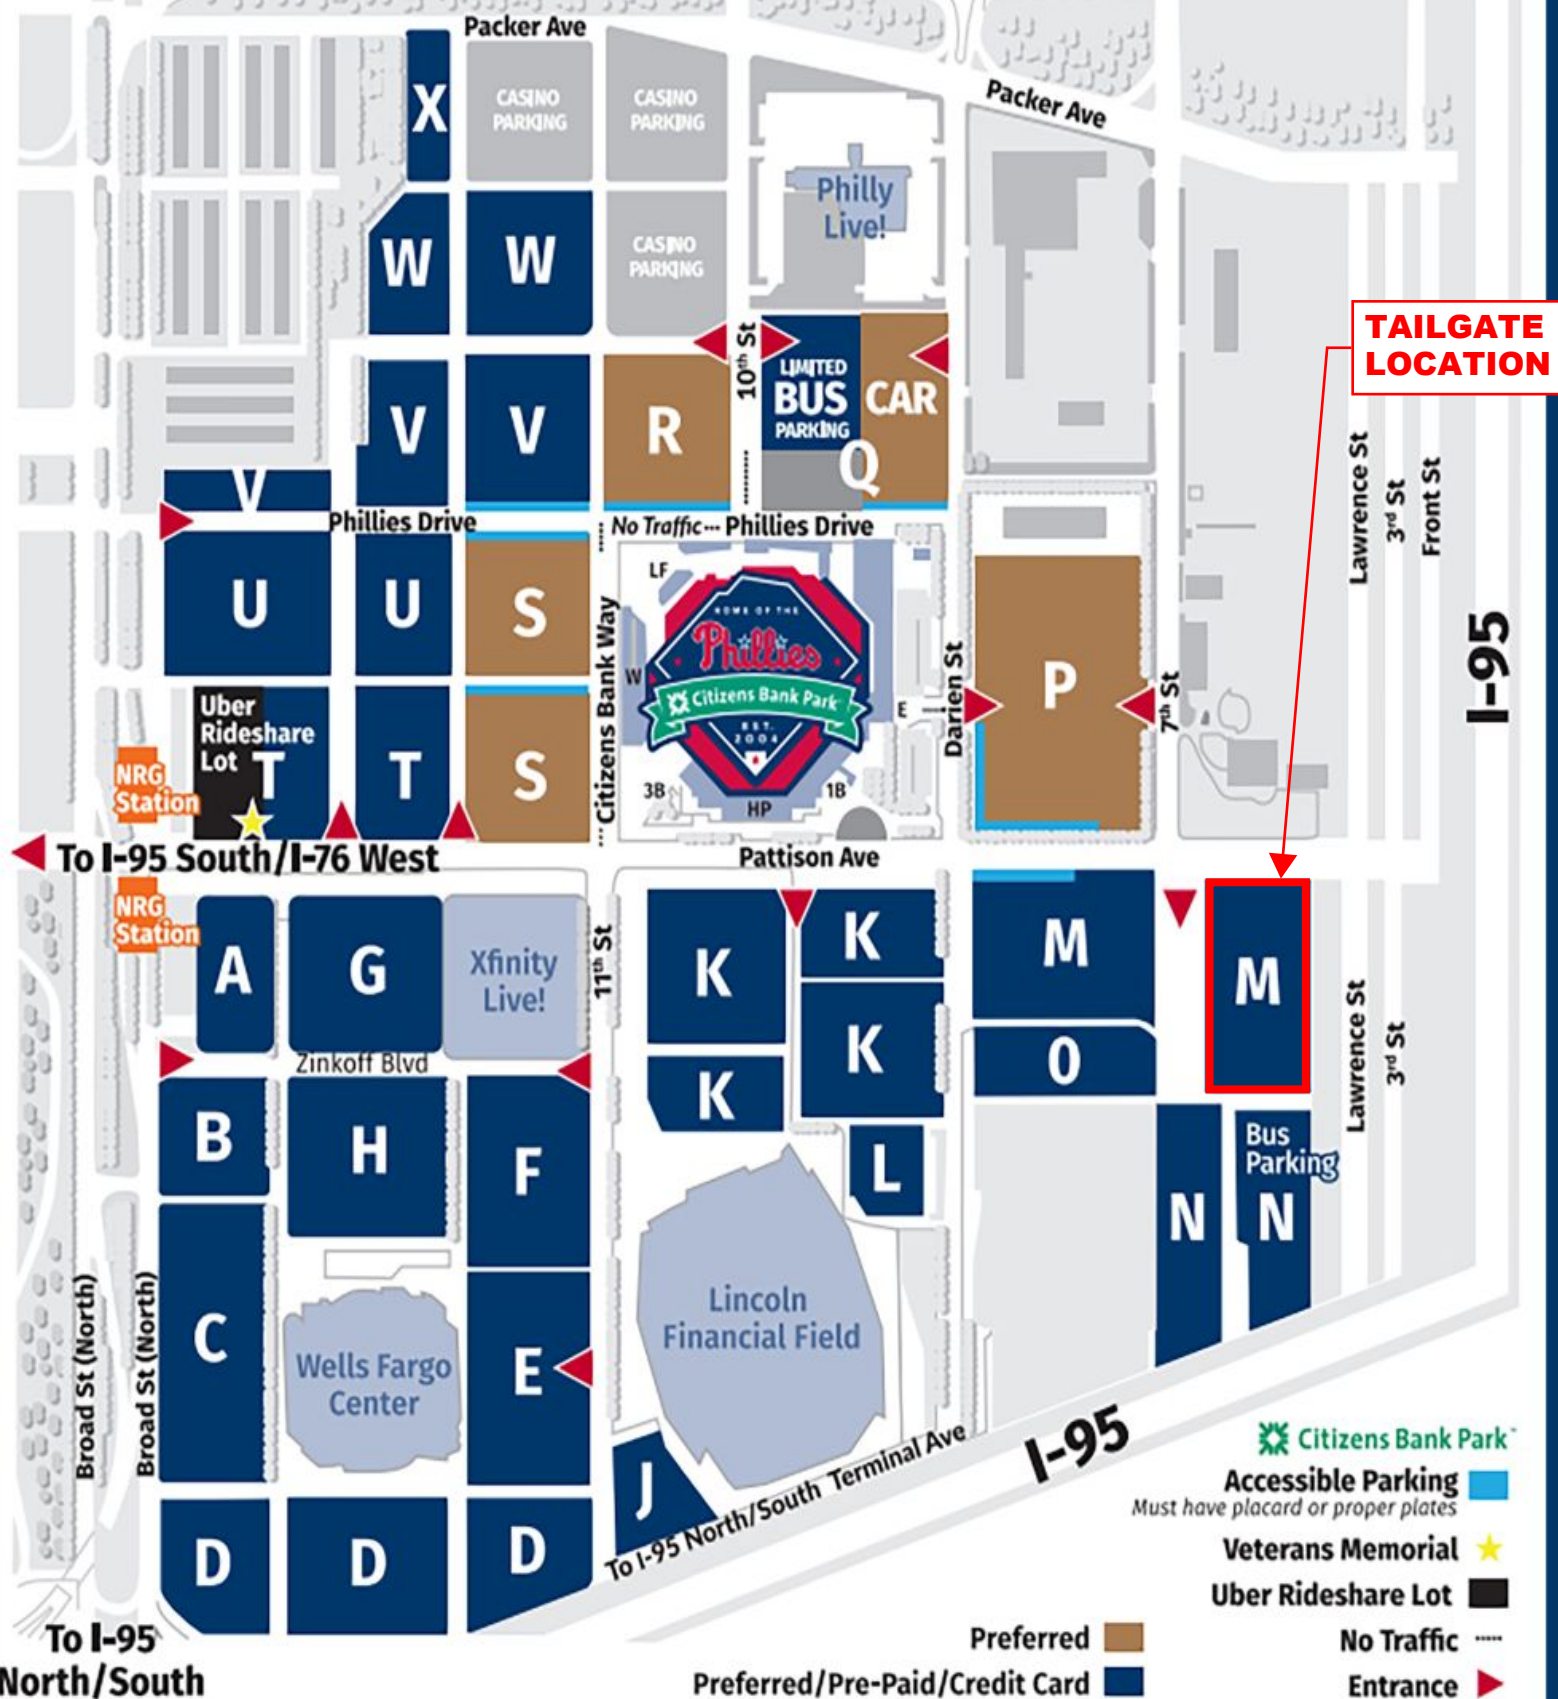 Packer Ave
X
CASINO
PARKING
CASINO
PARKING
Packer Ave
Philly
Live!
W
W
CASINO
PARKING
TAILGATE
LOCATION
10th St
LIMITED
BUS
PARKING
CAR
Q
V
V
R
V
Phillies Drive
No Traffic
Phillies Drive
Lawrence St
3rd St
Front St
I-95
U
U
S
LF
HOME OF THE
Phillies
Citizens Bank Park
EST.
2004
W
E
3B
HP
1B
Citizens Bank Way
Darien St
P
7th St
Uber
Rideshare
Lot
T
T
S
NRG
Station
To I-95 South/I-76 West
Pattison Ave
NRG
Station
A
G
Xfinity
Live!
11th St
K
K
K
K
M
M
O
Lawrence St
3rd St
Zinkoff Blvd
B
H
F
L
Bus
Parking
N
N
C
Wells Fargo
Center
E
Lincoln
Financial Field
Broad St (North)
Broad St (North)
J
To I-95 North/South Terminal Ave
I-95
D
D
D
To I-95
North/South
Citizens Bank Park
Accessible Parking
Must have placard or proper plates
Veterans Memorial
Uber Rideshare Lot
No Traffic
Entrance
Preferred
Preferred/Pre-Paid/Credit Card